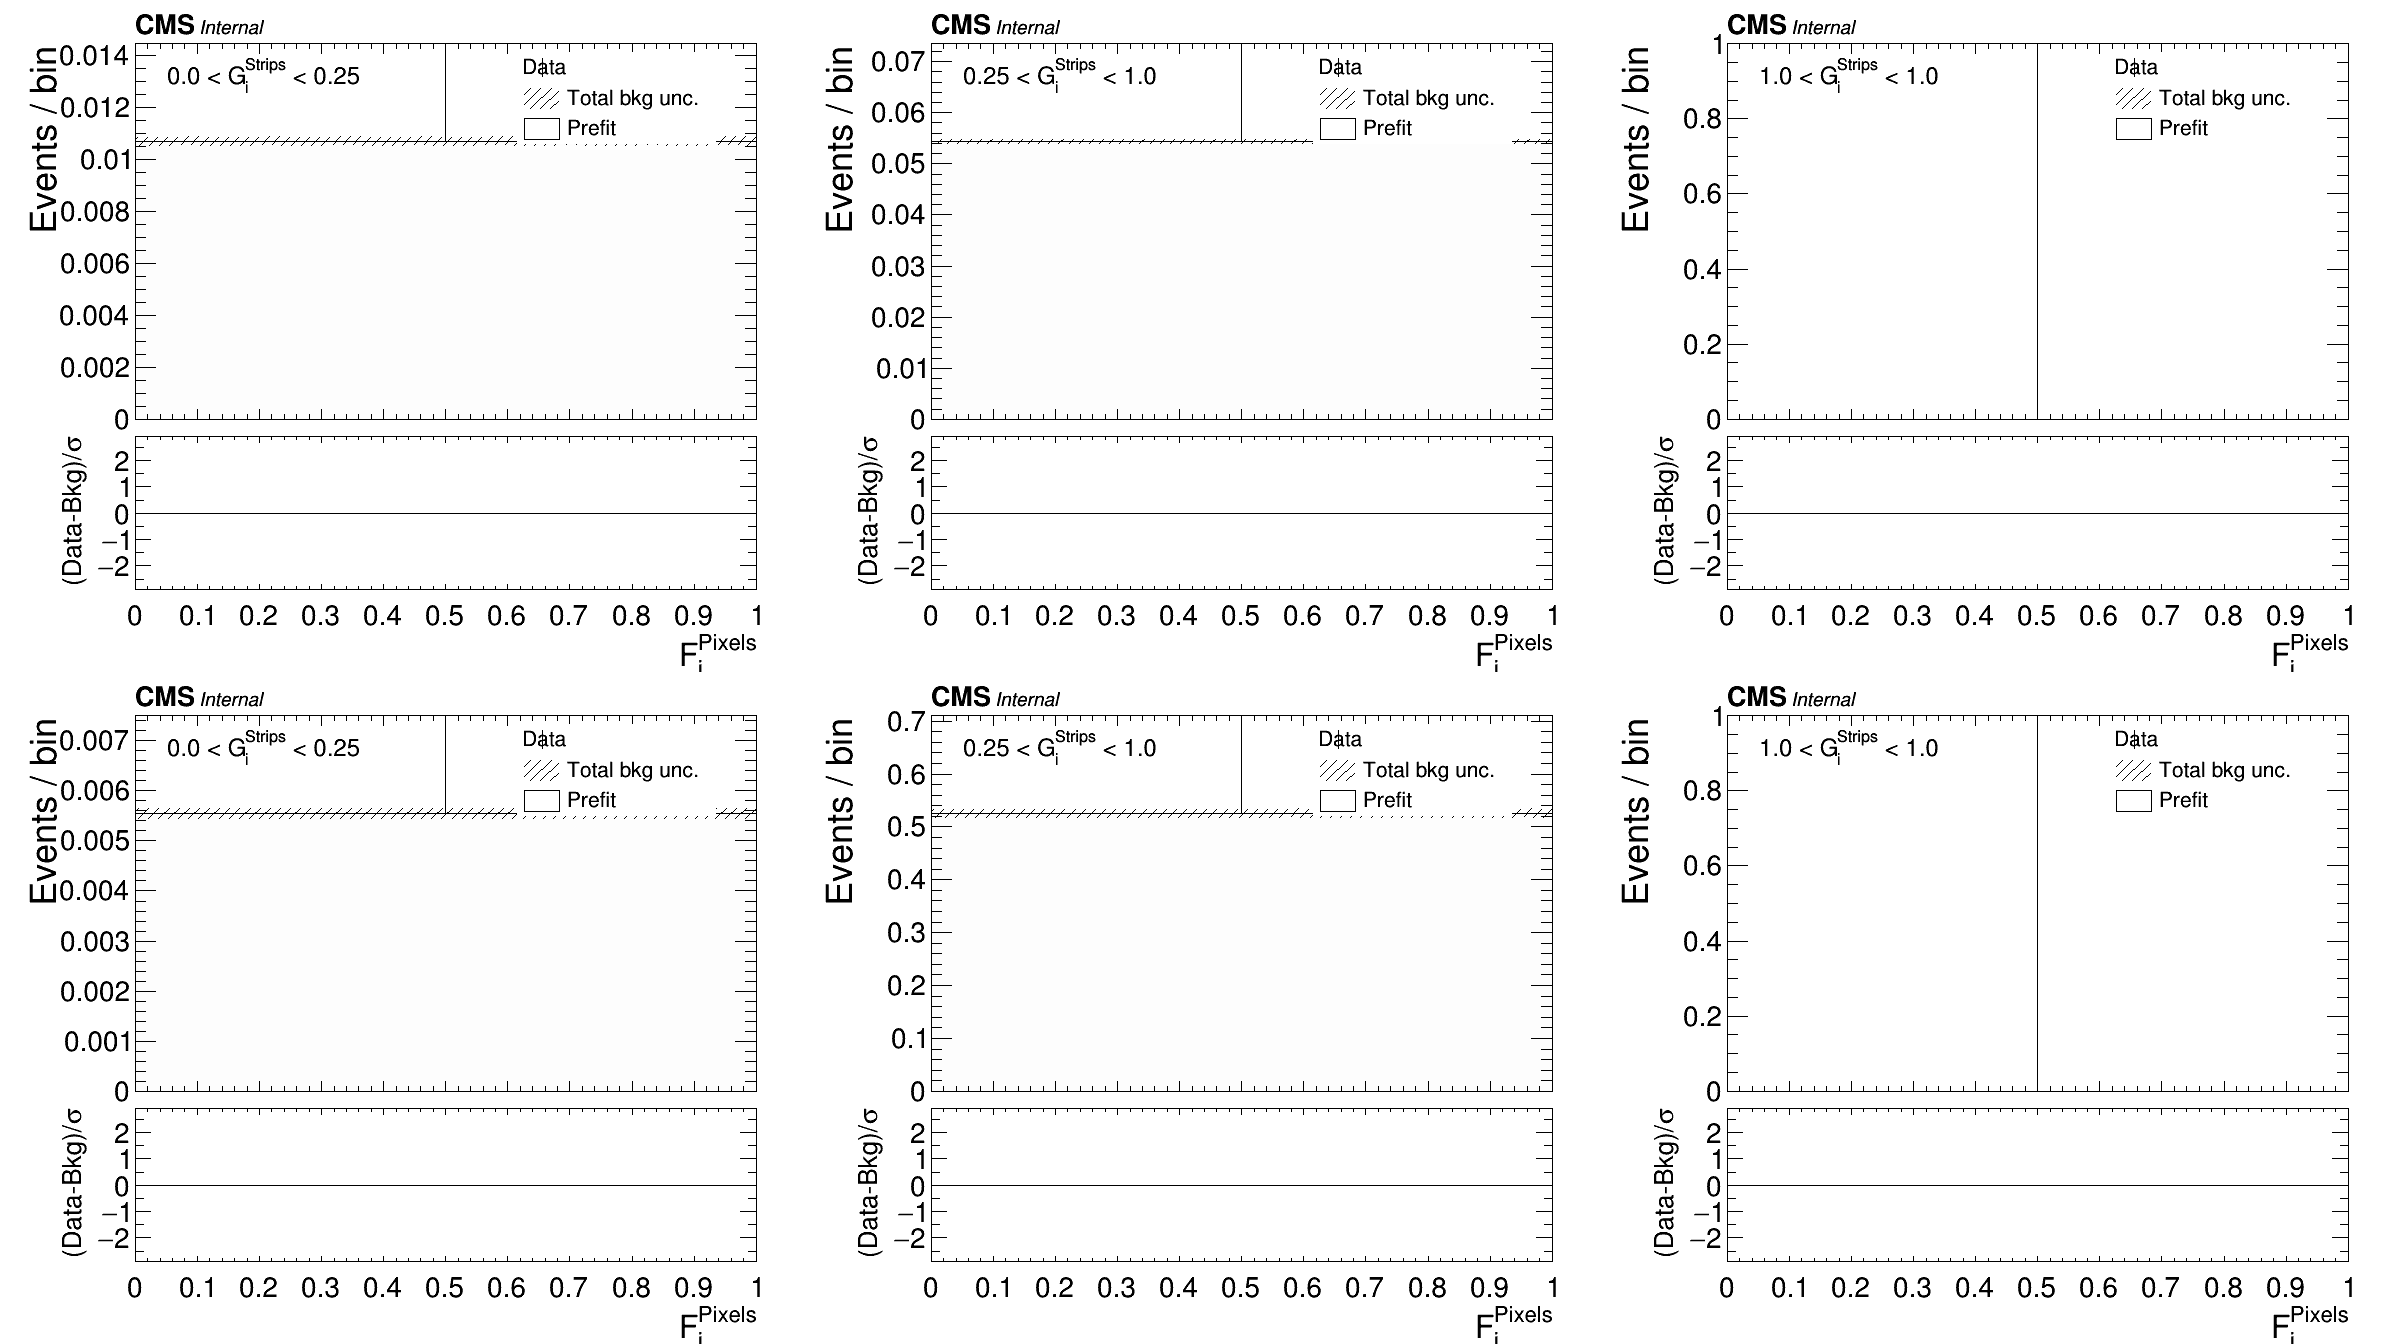 CMS Internal
Events / bin
0.0 < G_i^Strips < 0.25
Data
Total bkg unc.
Prefit
0.014
0.012
0.01
0.008
0.006
0.004
0.002
0
(Data-Bkg)/σ
2
1
0
−1
−2
0 0.1 0.2 0.3 0.4 0.5 0.6 0.7 0.8 0.9 1
F_i^Pixels
CMS Internal
Events / bin
0.25 < G_i^Strips < 1.0
Data
Total bkg unc.
Prefit
0.07
0.06
0.05
0.04
0.03
0.02
0.01
0
(Data-Bkg)/σ
2
1
0
−1
−2
0 0.1 0.2 0.3 0.4 0.5 0.6 0.7 0.8 0.9 1
F_i^Pixels
CMS Internal
Events / bin
1.0 < G_i^Strips < 1.0
Data
Total bkg unc.
Prefit
1
0.8
0.6
0.4
0.2
0
(Data-Bkg)/σ
2
1
0
−1
−2
0 0.1 0.2 0.3 0.4 0.5 0.6 0.7 0.8 0.9 1
F_i^Pixels
CMS Internal
Events / bin
0.0 < G_i^Strips < 0.25
Data
Total bkg unc.
Prefit
0.007
0.006
0.005
0.004
0.003
0.002
0.001
0
(Data-Bkg)/σ
2
1
0
−1
−2
0 0.1 0.2 0.3 0.4 0.5 0.6 0.7 0.8 0.9 1
F_i^Pixels
CMS Internal
Events / bin
0.25 < G_i^Strips < 1.0
Data
Total bkg unc.
Prefit
0.7
0.6
0.5
0.4
0.3
0.2
0.1
0
(Data-Bkg)/σ
2
1
0
−1
−2
0 0.1 0.2 0.3 0.4 0.5 0.6 0.7 0.8 0.9 1
F_i^Pixels
CMS Internal
Events / bin
1.0 < G_i^Strips < 1.0
Data
Total bkg unc.
Prefit
1
0.8
0.6
0.4
0.2
0
(Data-Bkg)/σ
2
1
0
−1
−2
0 0.1 0.2 0.3 0.4 0.5 0.6 0.7 0.8 0.9 1
F_i^Pixels